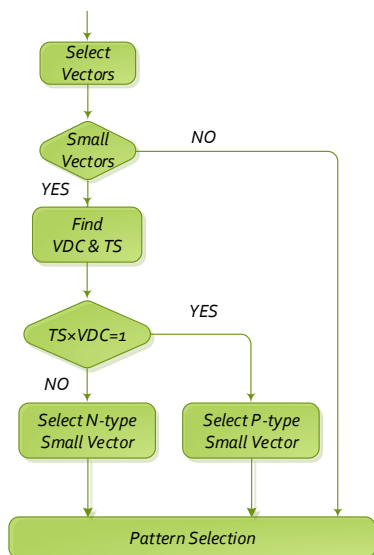 Select
Vectors
Small
Vectors
NO
YES
Find
VDC & TS
TS×VDC=1
YES
NO
Select N-type
Small Vector
Select P-type
Small Vector
Pattern Selection